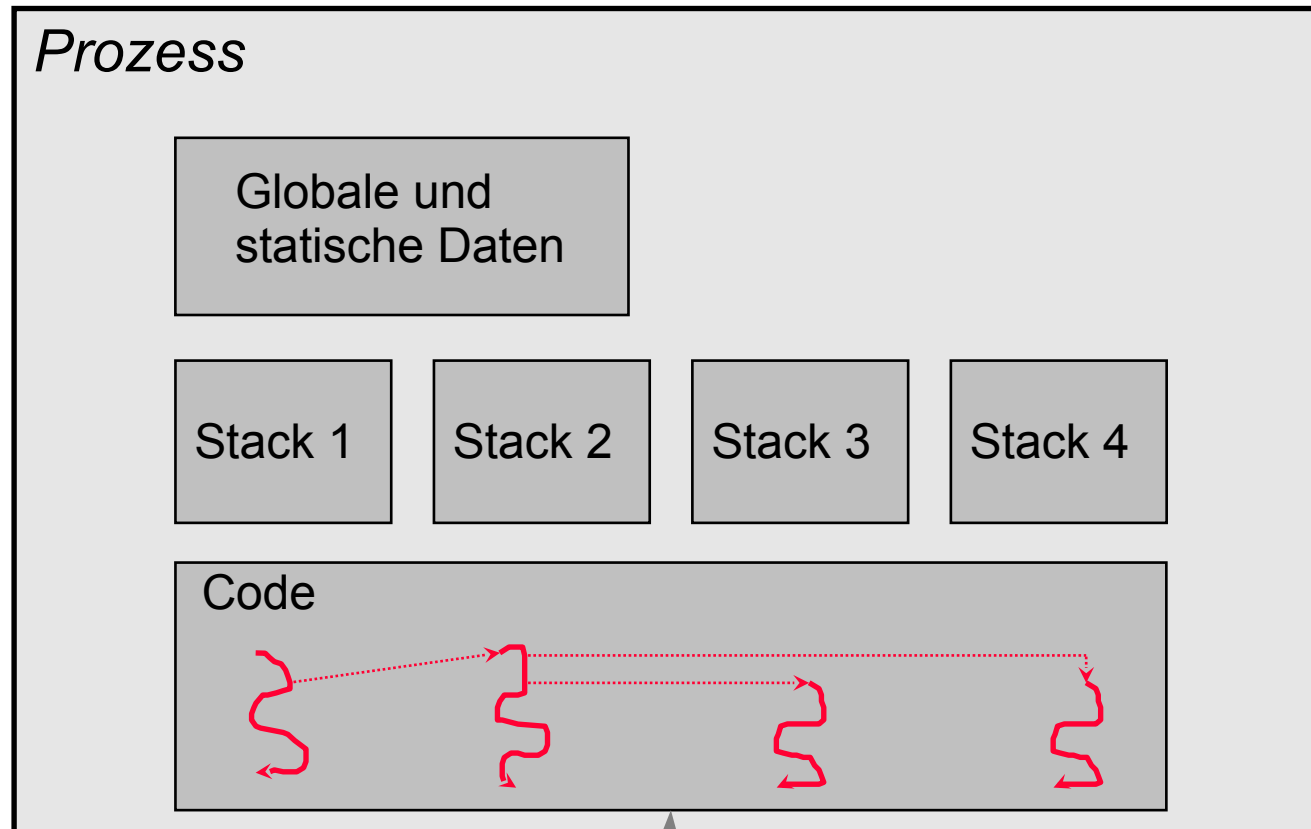 Prozess
Globale und
statische Daten
Stack 1
Stack 2
Stack 3
Stack 4
Code